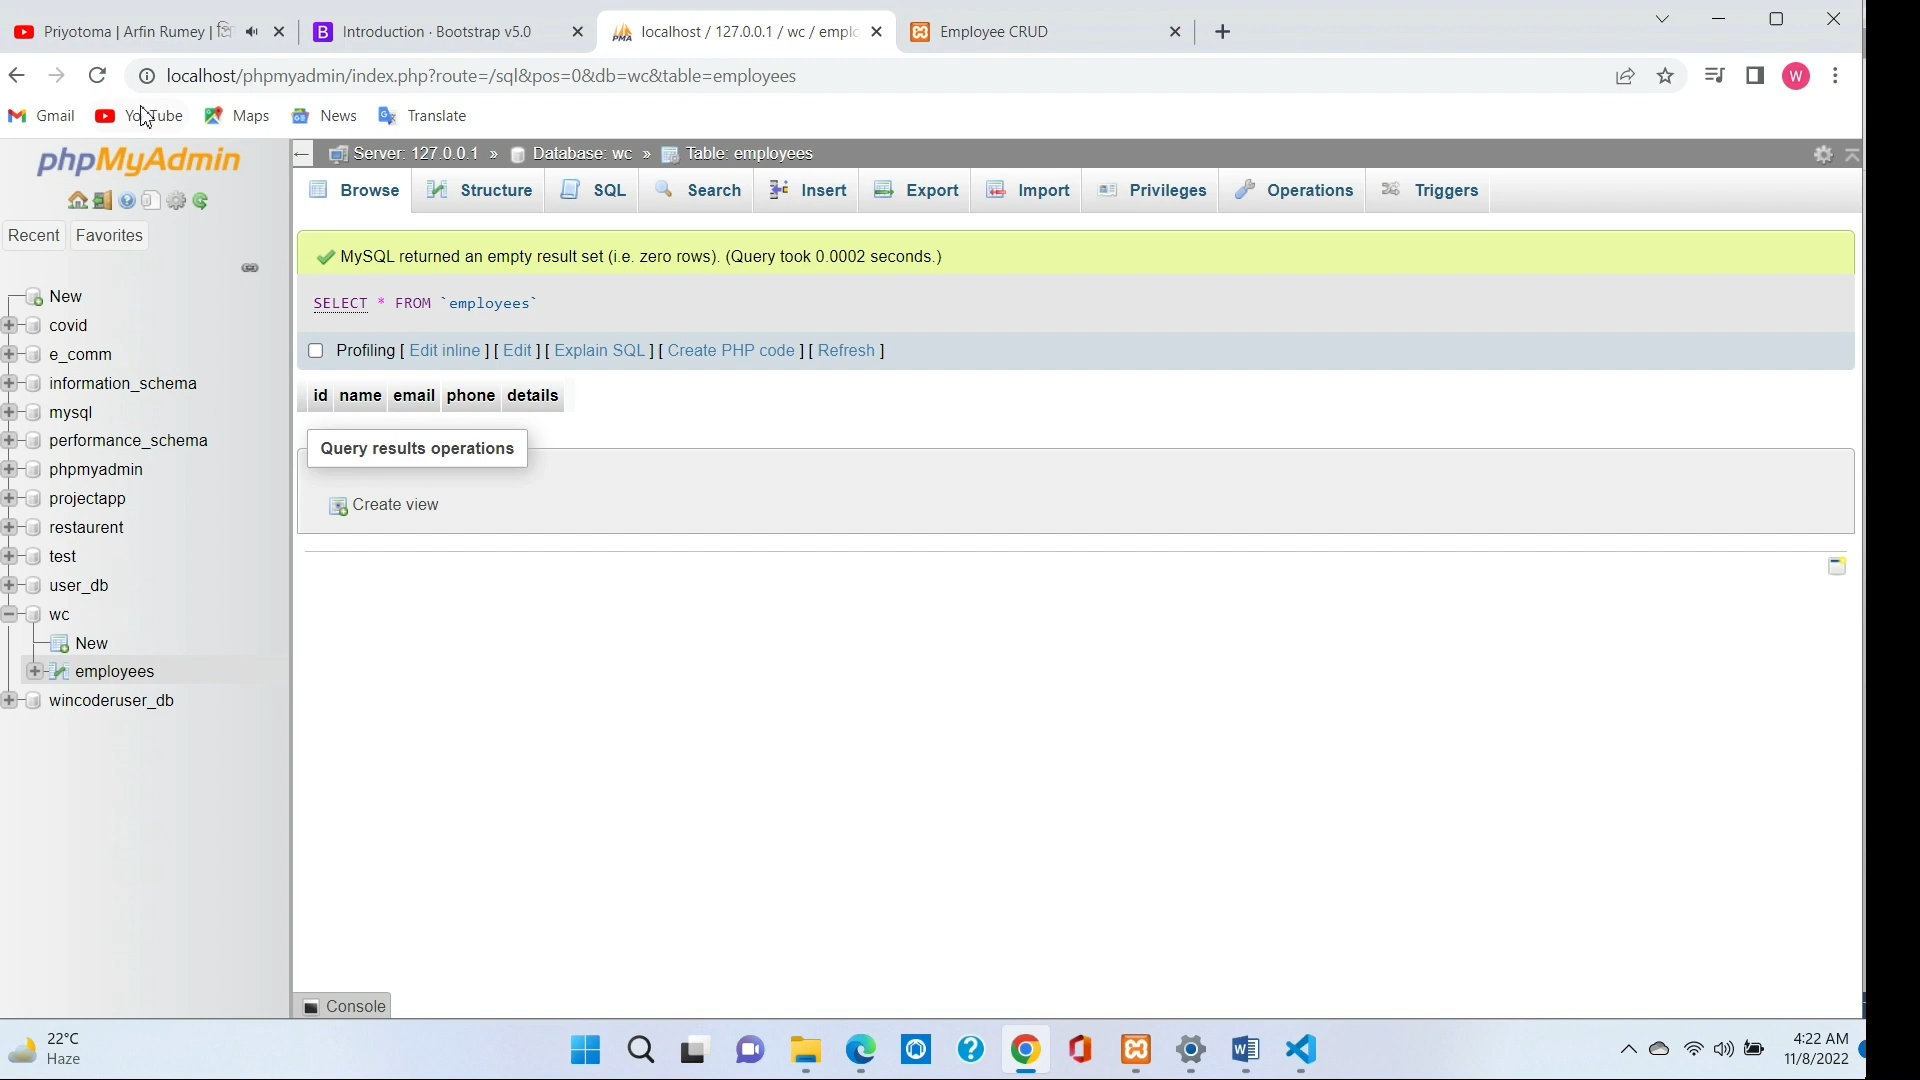 Priyotoma | Arfin Rumey |
Introduction · Bootstrap v5.0
localhost / 127.0.0.1 / wc / emplo
Employee CRUD
localhost/phpmyadmin/index.php?route=/sql&pos=0&db=wc&table=employees
W
Gmail
YouTube
Maps
News
Translate
phpMyAdmin
Recent
Favorites
New
covid
e_comm
information_schema
mysql
performance_schema
phpmyadmin
projectapp
restaurent
test
user_db
wc
New
employees
wincoderuser_db
Server: 127.0.0.1 » Database: wc » Table: employees
Browse
Structure
SQL
Search
Insert
Export
Import
Privileges
Operations
Triggers
MySQL returned an empty result set (i.e. zero rows). (Query took 0.0002 seconds.)
SELECT * FROM `employees`
Profiling [ Edit inline ] [ Edit ] [ Explain SQL ] [ Create PHP code ] [ Refresh ]
id name email phone details
Query results operations
Create view
Console
22°C
Haze
4:22 AM
11/8/2022